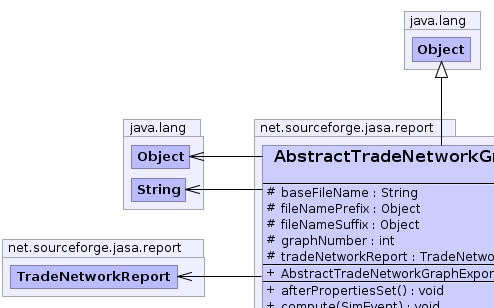 java.lang
Object
java.lang
Object
String
net.sourceforge.jasa.report
AbstractTradeNetworkGr
# baseFileName : String
# fileNamePrefix : Object
# fileNameSuffix : Object
# graphNumber : int
# tradeNetworkReport : TradeNetwo
+ AbstractTradeNetworkGraphExpor
+ afterPropertiesSet() : void
+ compute(SimEvent) : void
net.sourceforge.jasa.report
TradeNetworkReport